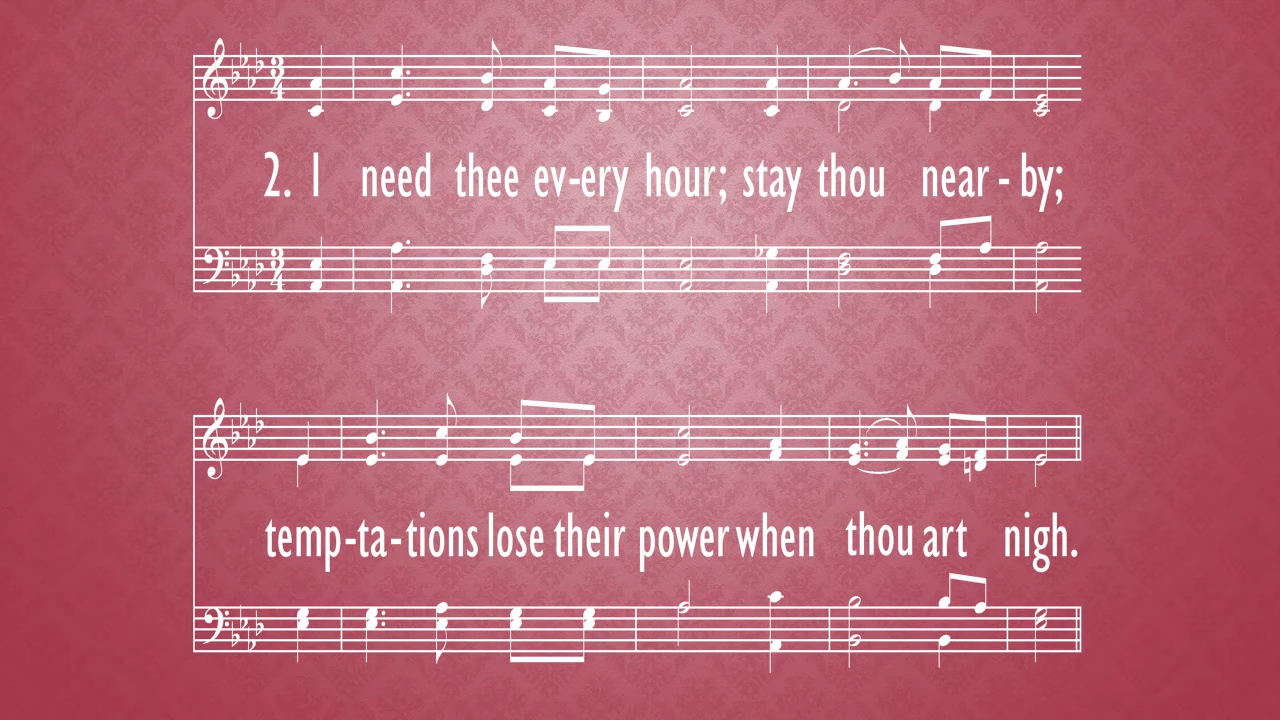 2. I need thee ev-ery hour; stay thou near - by;
temp-ta-tions lose their power when thou art nigh.